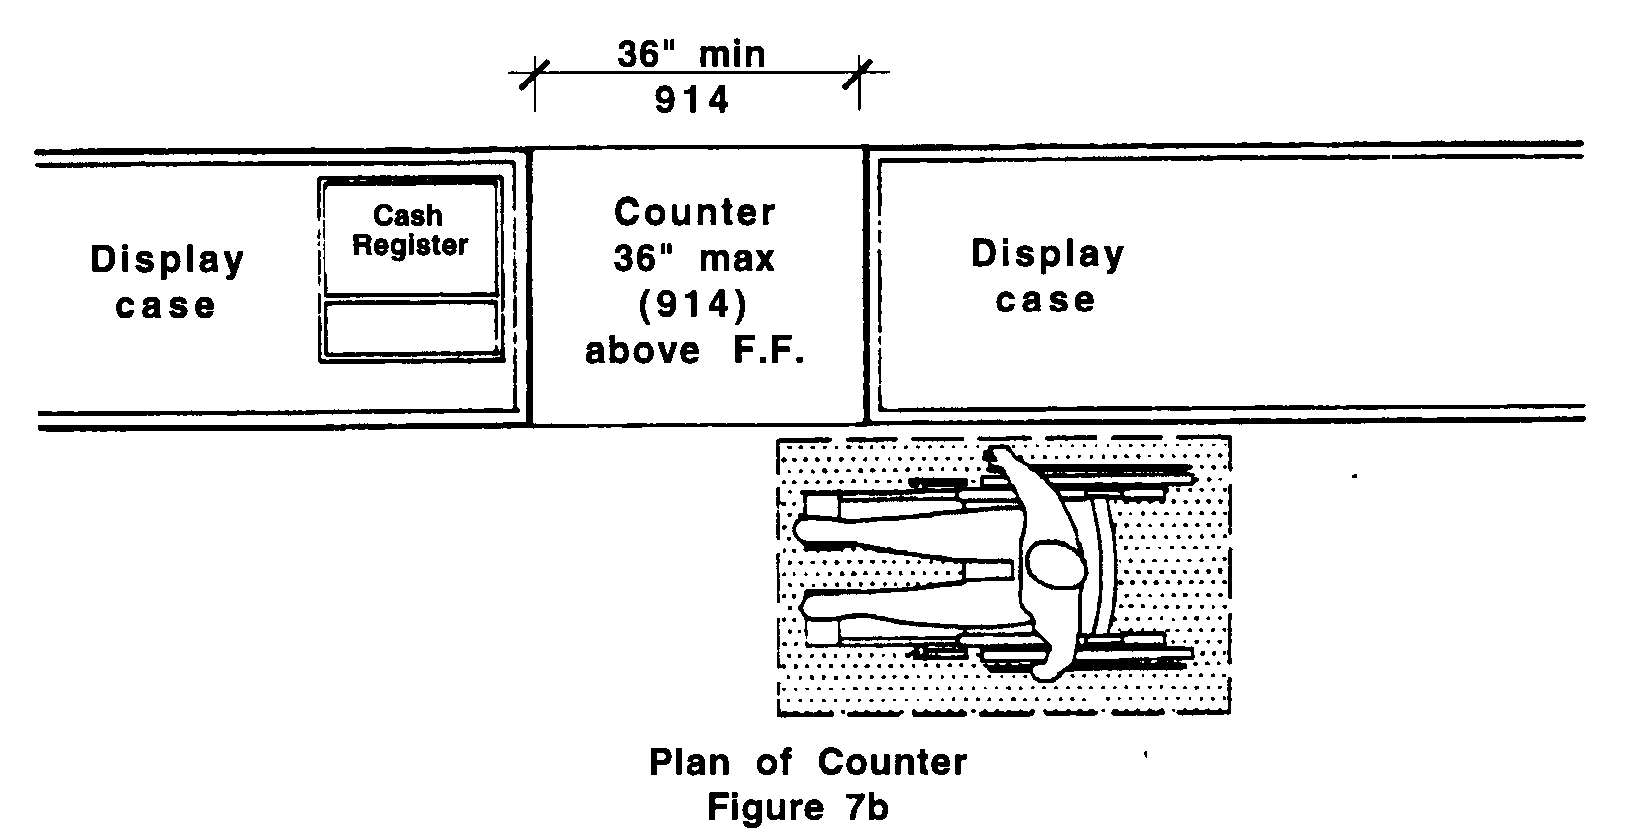 36" min
914
Cash
Register
Display
case
Counter
36" max
(914)
above F.F.
Display
case
Plan of Counter
Figure 7b